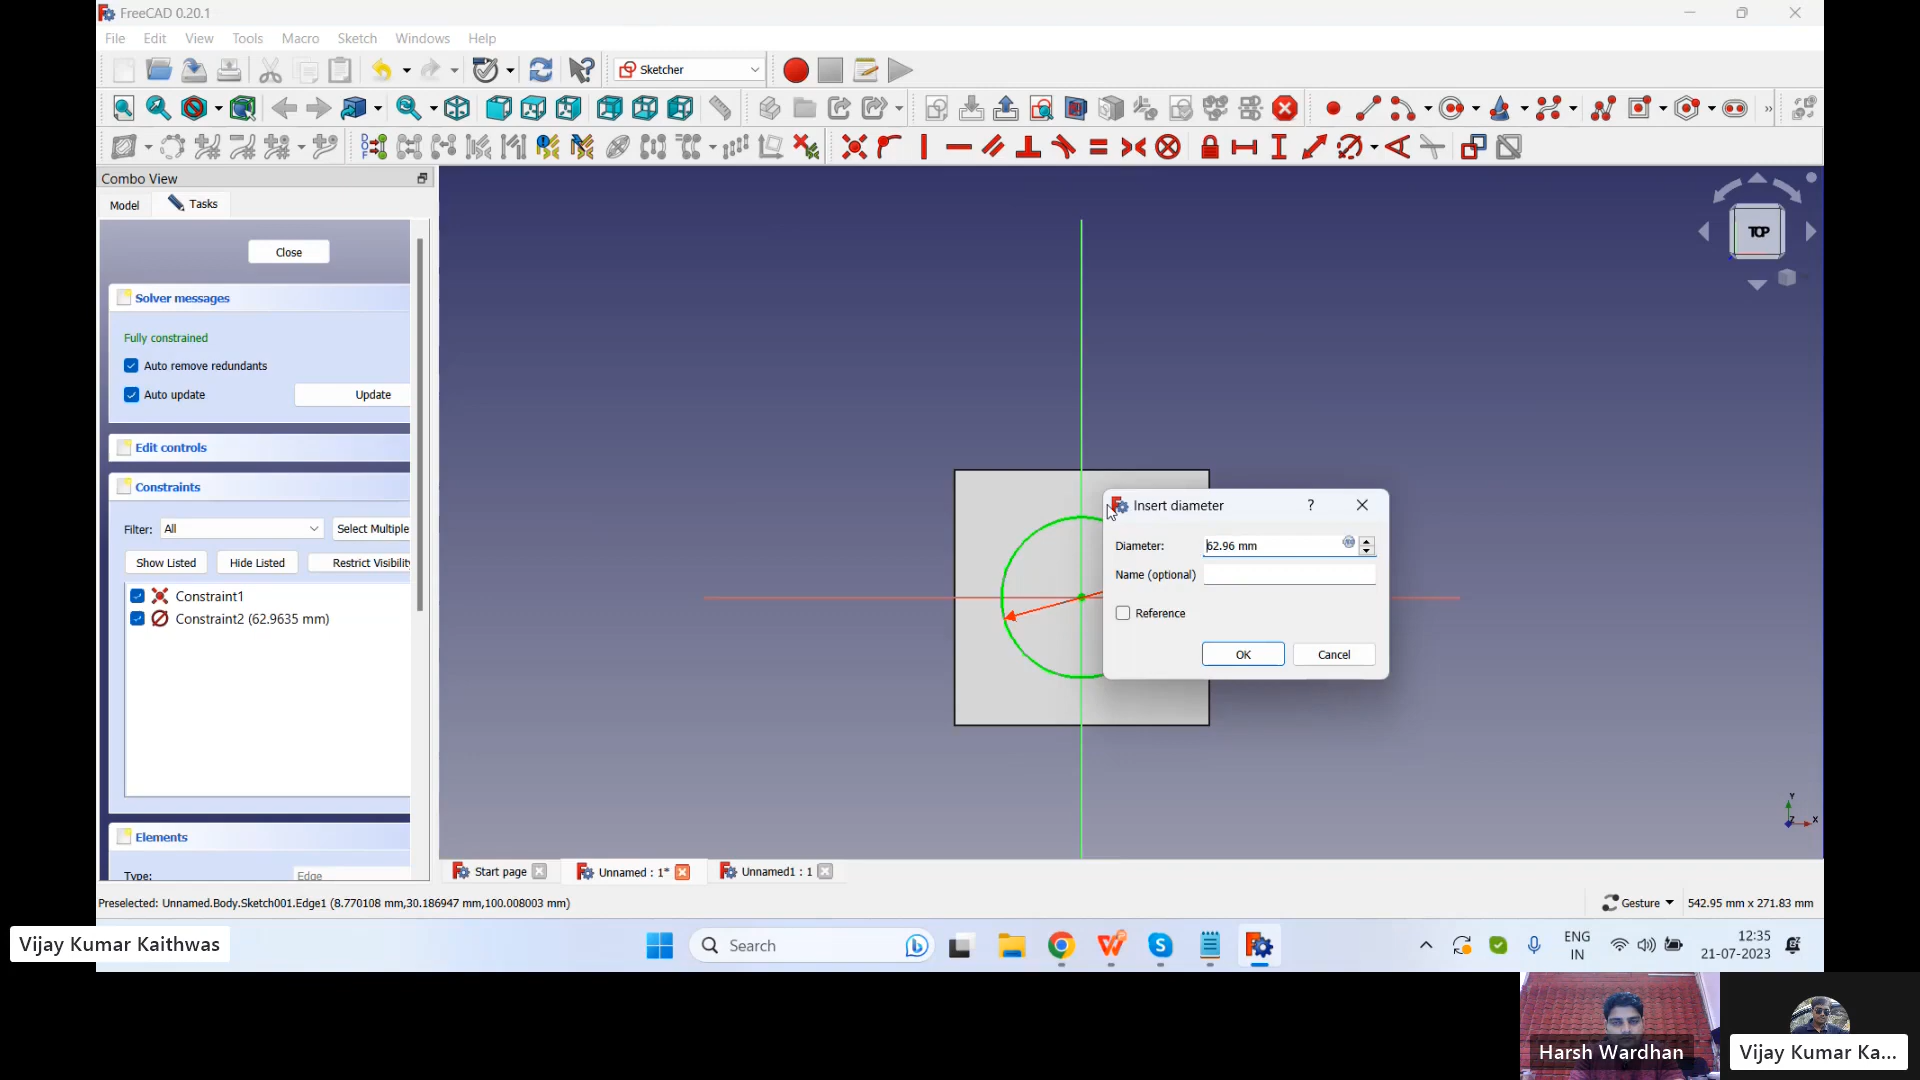 FreeCAD 0.20.1
File Edit View Tools Macro Sketch Windows Help
Sketcher
Combo View
Model Tasks
Close
Solver messages
Fully constrained
Auto remove redundants
Auto update Update
Edit controls
Constraints
Filter: All Select Multiple
Show Listed Hide Listed Restrict Visibility
Constraint1
Constraint2 (62.9635 mm)
Elements
Type: Edge
TOP
Insert diameter ?
Diameter: 62.96 mm
Name (optional)
Reference
OK Cancel
Y
Z X
Start page Unnamed : 1* Unnamed1 : 1
Preselected: Unnamed.Body.Sketch001.Edge1 (8.770108 mm,30.186947 mm,100.008003 mm)
Gesture 542.95 mm x 271.83 mm
Vijay Kumar Kaithwas
Search
ENG
IN
12:35
21-07-2023
Harsh Wardhan
Vijay Kumar Ka...